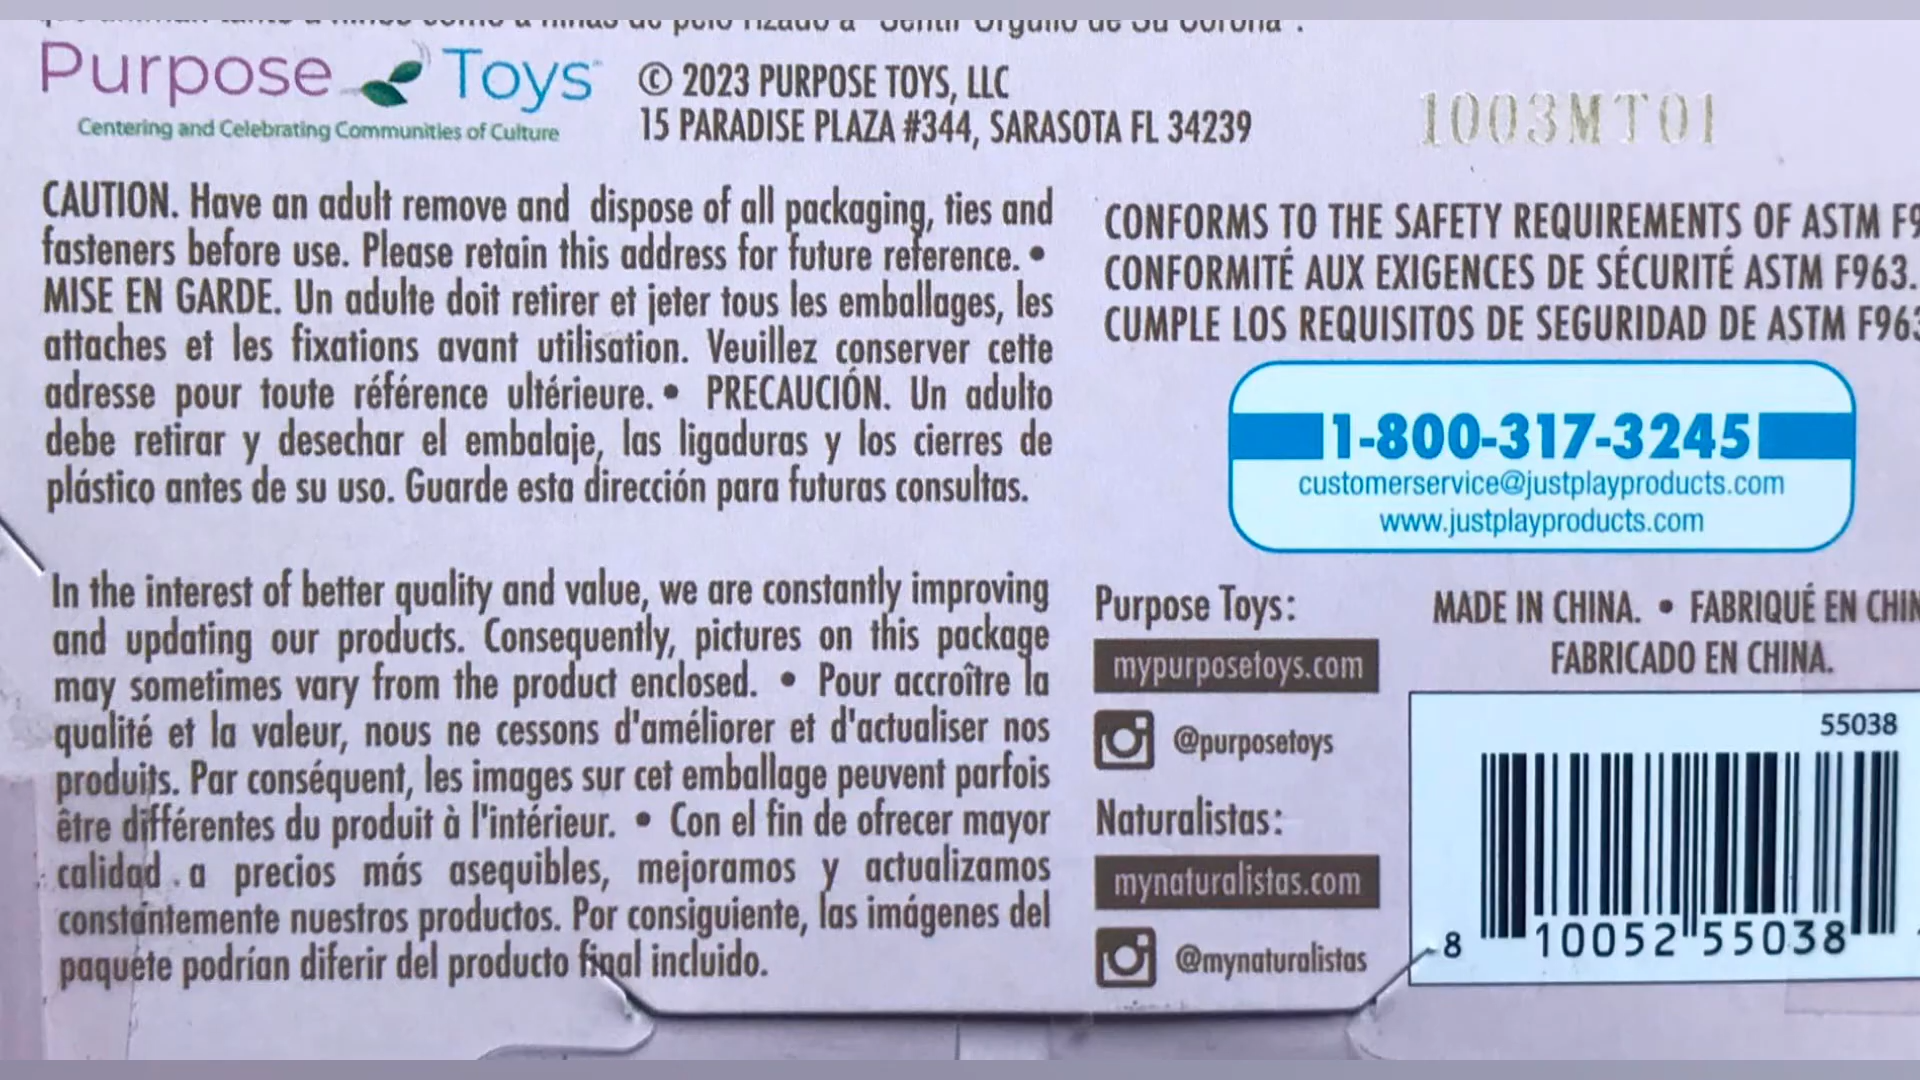 "Sentir Orgullo de Su Corona".
Purpose Toys
Centering and Celebrating Communities of Culture
© 2023 PURPOSE TOYS, LLC
15 PARADISE PLAZA #344, SARASOTA FL 34239
1003MT01
CAUTION. Have an adult remove and dispose of all packaging, ties and
fasteners before use. Please retain this address for future reference. •
MISE EN GARDE. Un adulte doit retirer et jeter tous les emballages, les
attaches et les fixations avant utilisation. Veuillez conserver cette
adresse pour toute référence ultérieure. • PRECAUCIÓN. Un adulto
debe retirar y desechar el embalaje, las ligaduras y los cierres de
plástico antes de su uso. Guarde esta dirección para futuras consultas.
In the interest of better quality and value, we are constantly improving
and updating our products. Consequently, pictures on this package
may sometimes vary from the product enclosed. • Pour accroître la
qualité et la valeur, nous ne cessons d'améliorer et d'actualiser nos
produits. Par conséquent, les images sur cet emballage peuvent parfois
être différentes du produit à l'intérieur. • Con el fin de ofrecer mayor
calidad a precios más asequibles, mejoramos y actualizamos
constantemente nuestros productos. Por consiguiente, las imágenes del
paquete podrían diferir del producto final incluido.
CONFORMS TO THE SAFETY REQUIREMENTS OF ASTM F9
CONFORMITÉ AUX EXIGENCES DE SÉCURITÉ ASTM F963.
CUMPLE LOS REQUISITOS DE SEGURIDAD DE ASTM F963
1-800-317-3245
customerservice@justplayproducts.com
www.justplayproducts.com
Purpose Toys:
mypurposetoys.com
@purposetoys
Naturalistas:
mynaturalistas.com
@mynaturalistas
MADE IN CHINA. • FABRIQUÉ EN CHIN
FABRICADO EN CHINA.
55038
8 10052 55038